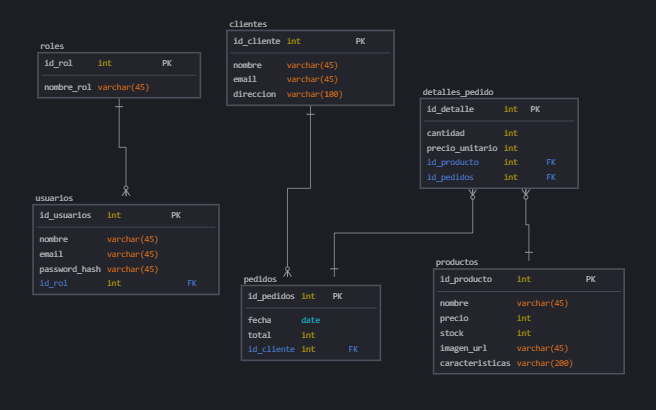 roles
id_rol int PK
nombre_rol varchar(45)
clientes
id_cliente int PK
nombre varchar(45)
email varchar(45)
direccion varchar(100)
detalles_pedido
id_detalle int PK
cantidad int
precio_unitario int
id_producto int FK
id_pedidos int FK
usuarios
id_usuarios int PK
nombre varchar(45)
email varchar(45)
password_hash varchar(45)
id_rol int FK
pedidos
id_pedidos int PK
fecha date
total int
id_cliente int FK
productos
id_producto int PK
nombre varchar(45)
precio int
stock int
imagen_url varchar(45)
caracteristicas varchar(200)